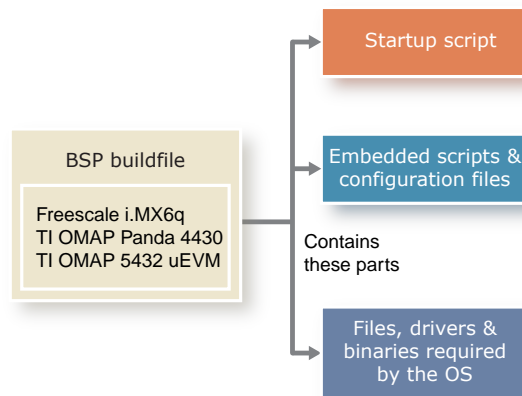 Startup script
BSP buildfile
Freescale i.MX6q
TI OMAP Panda 4430
TI OMAP 5432 uEVM
Embedded scripts &
configuration files
Contains
these parts
Files, drivers &
binaries required
by the OS